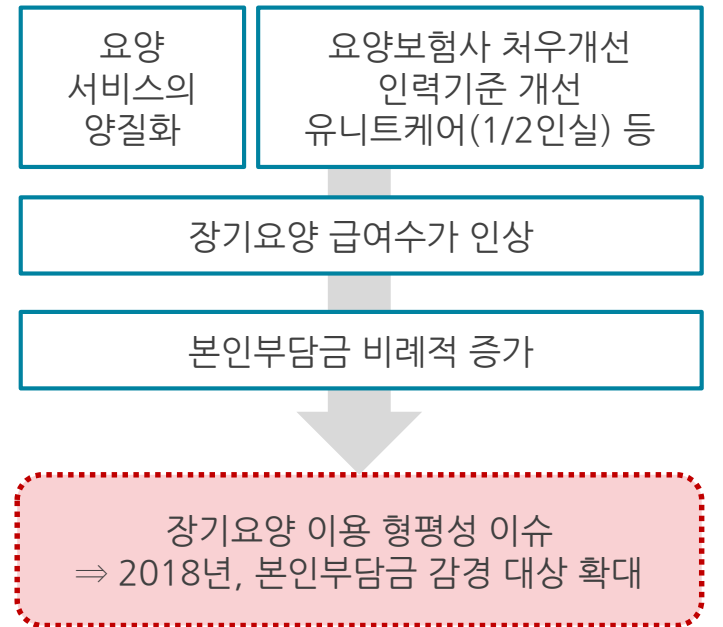 요양
서비스의
양질화
요양보험사 처우개선
인력기준 개선
유니트케어(1/2인실) 등
장기요양 급여수가 인상
본인부담금 비례적 증가
장기요양 이용 형평성 이슈
⇒ 2018년, 본인부담금 감경 대상 확대